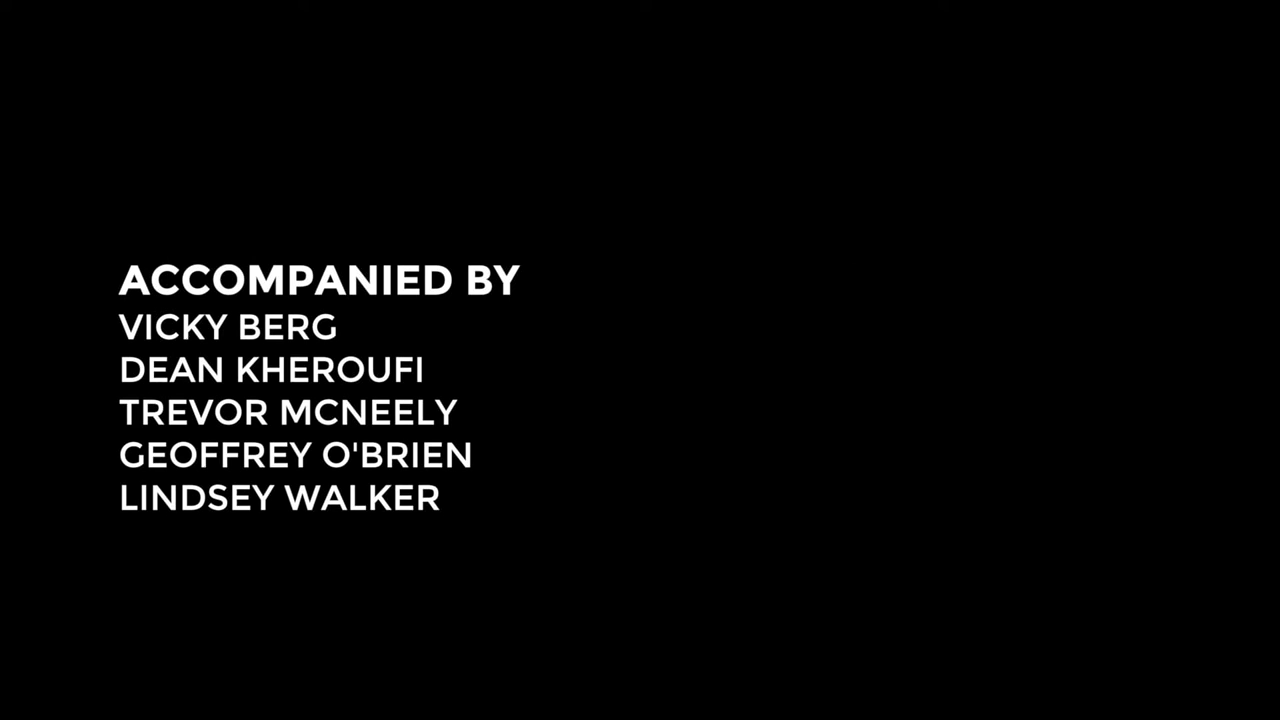 ACCOMPANIED BY
VICKY BERG
DEAN KHEROUFI
TREVOR MCNEELY
GEOFFREY O'BRIEN
LINDSEY WALKER